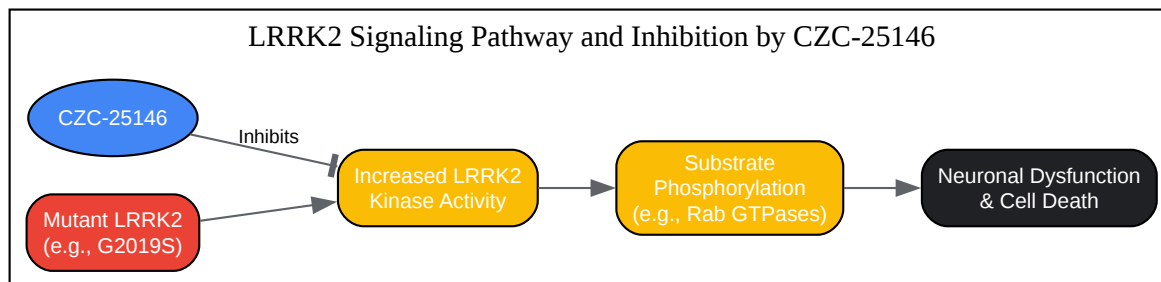 LRRK2 Signaling Pathway and Inhibition by CZC-25146
CZC-25146
Inhibits
Mutant LRRK2
(e.g., G2019S)
Increased LRRK2
Kinase Activity
Substrate
Phosphorylation
(e.g., Rab GTPases)
Neuronal Dysfunction
& Cell Death